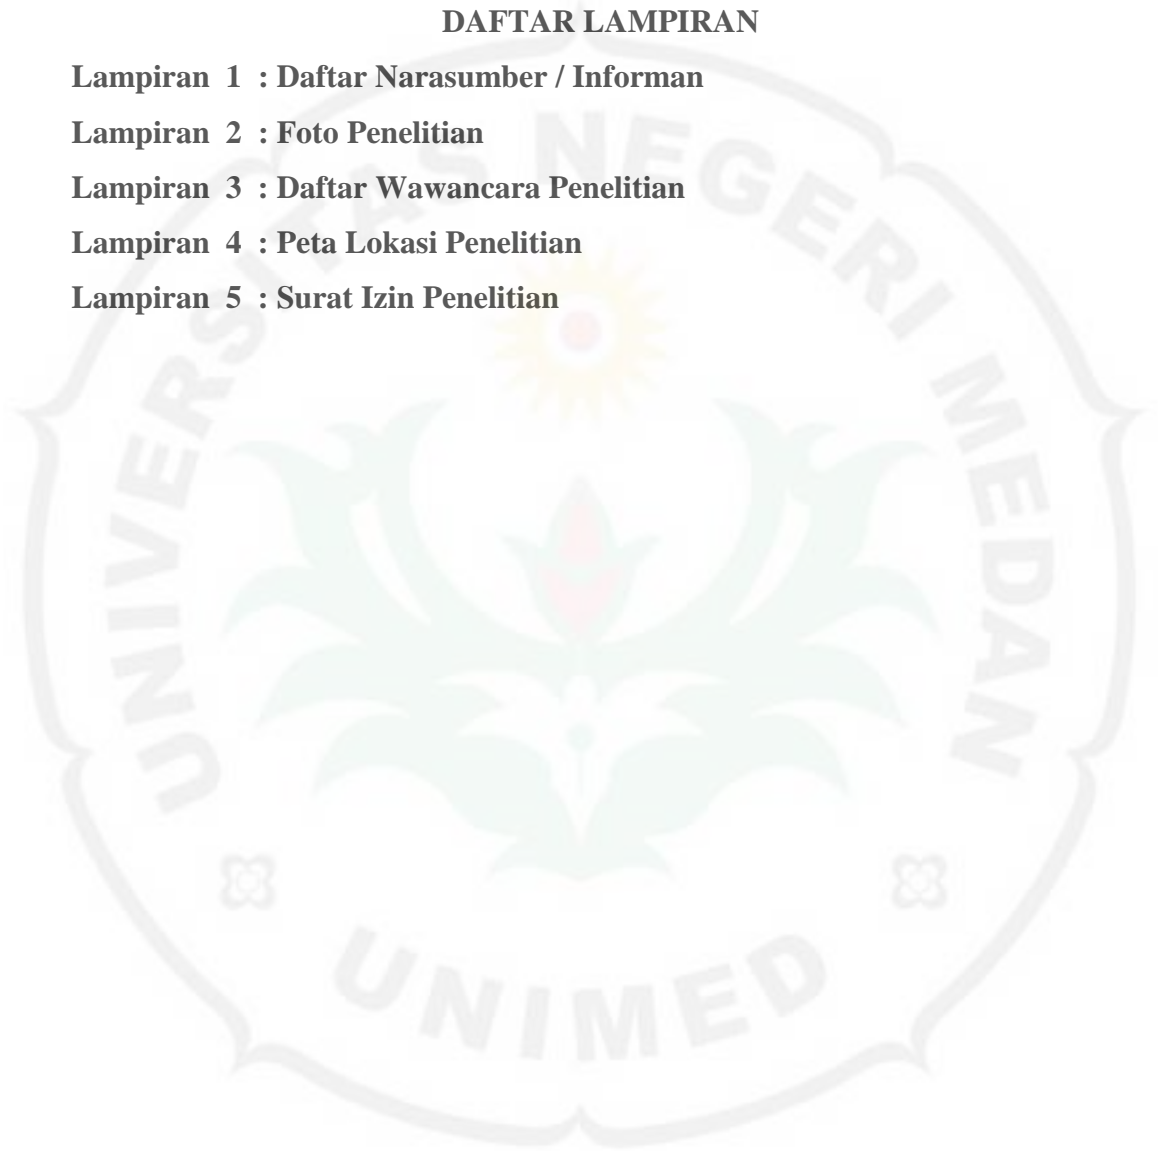 DAFTAR LAMPIRAN
Lampiran 1 : Daftar Narasumber / Informan
Lampiran 2 : Foto Penelitian
Lampiran 3 : Daftar Wawancara Penelitian
Lampiran 4 : Peta Lokasi Penelitian
Lampiran 5 : Surat Izin Penelitian
UNIVERSITAS NEGERI MEDAN
UNIMED